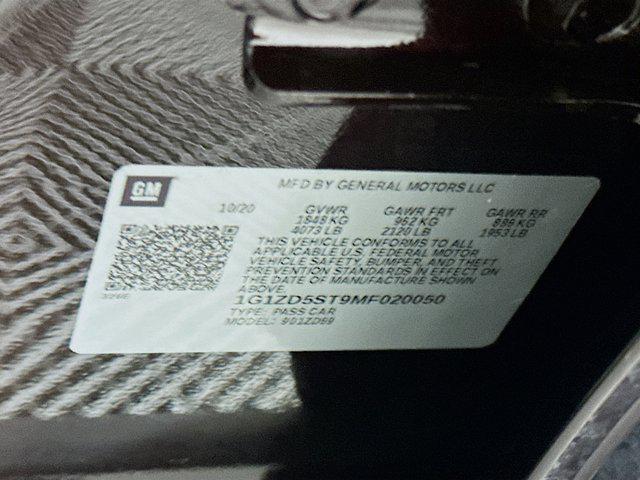 GM
MFD BY GENERAL MOTORS LLC
10/20 GVWR GAWR FRT GAWR RR
1848 KG 962 KG 886 KG
4073 LB 2120 LB 1953 LB
THIS VEHICLE CONFORMS TO ALL
APPLICABLE U.S. FEDERAL MOTOR
VEHICLE SAFETY, BUMPER, AND THEFT
PREVENTION STANDARDS IN EFFECT ON
THE DATE OF MANUFACTURE SHOWN
ABOVE.
1G1ZD5ST9MF020050
TYPE: PASS CAR
MODEL: